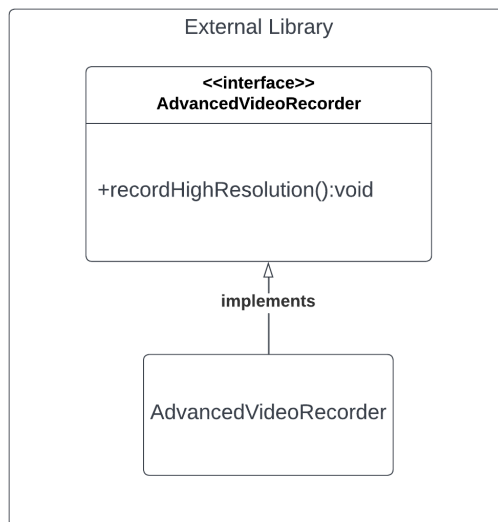 External Library
<<interface>>
AdvancedVideoRecorder
+recordHighResolution():void
implements
AdvancedVideoRecorder